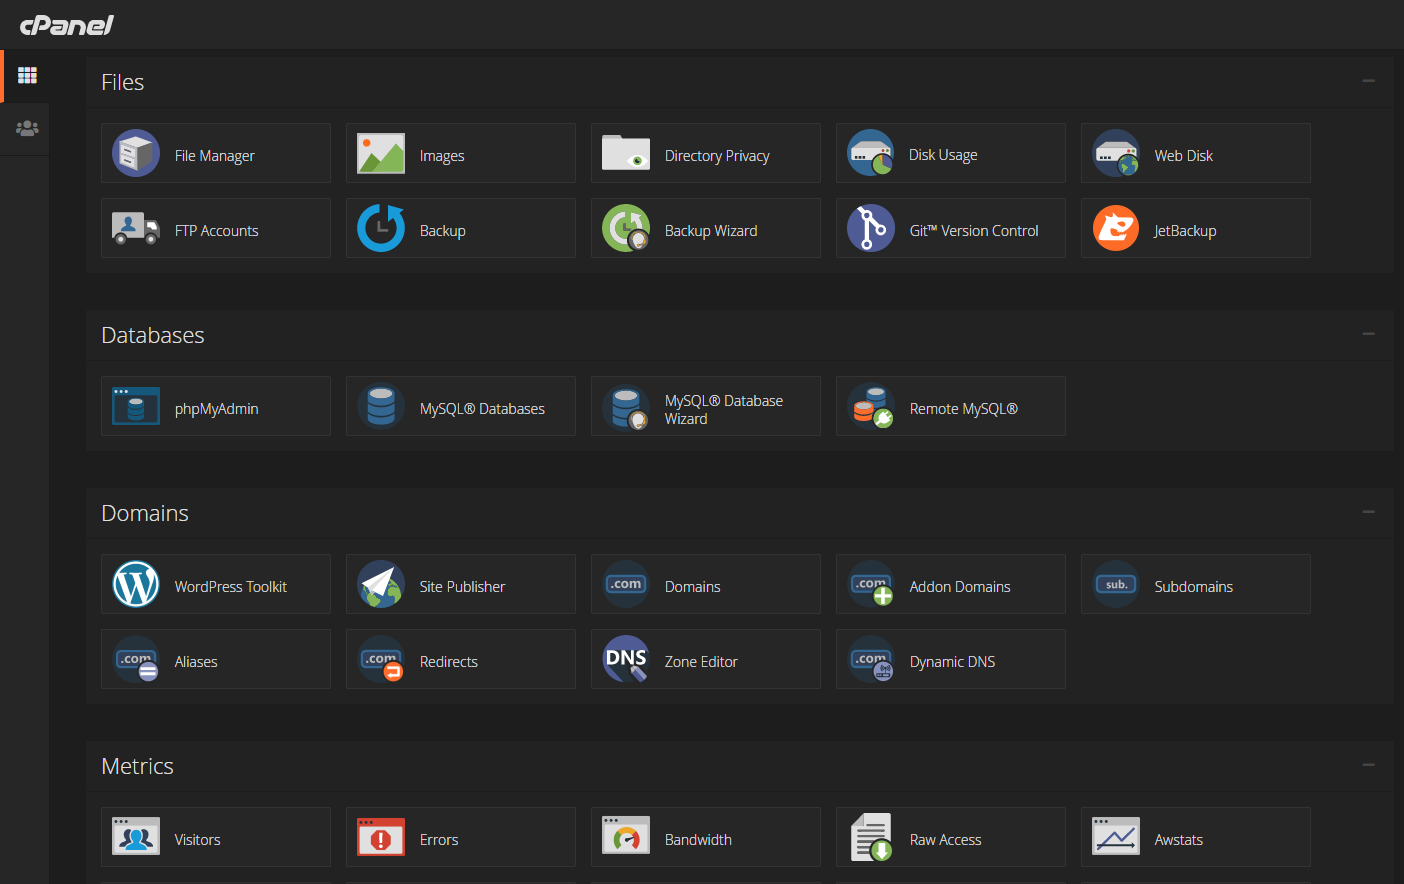 cPanel
Files
File Manager
Images
Directory Privacy
Disk Usage
Web Disk
FTP Accounts
Backup
Backup Wizard
Git™ Version Control
JetBackup
Databases
phpMyAdmin
MySQL® Databases
MySQL® Database
Wizard
Remote MySQL®
Domains
WordPress Toolkit
Site Publisher
.com
Domains
.com
Addon Domains
sub.
Subdomains
.com
Aliases
.com
Redirects
DNS
Zone Editor
.com
Dynamic DNS
Metrics
Visitors
Errors
Bandwidth
Raw Access
Awstats